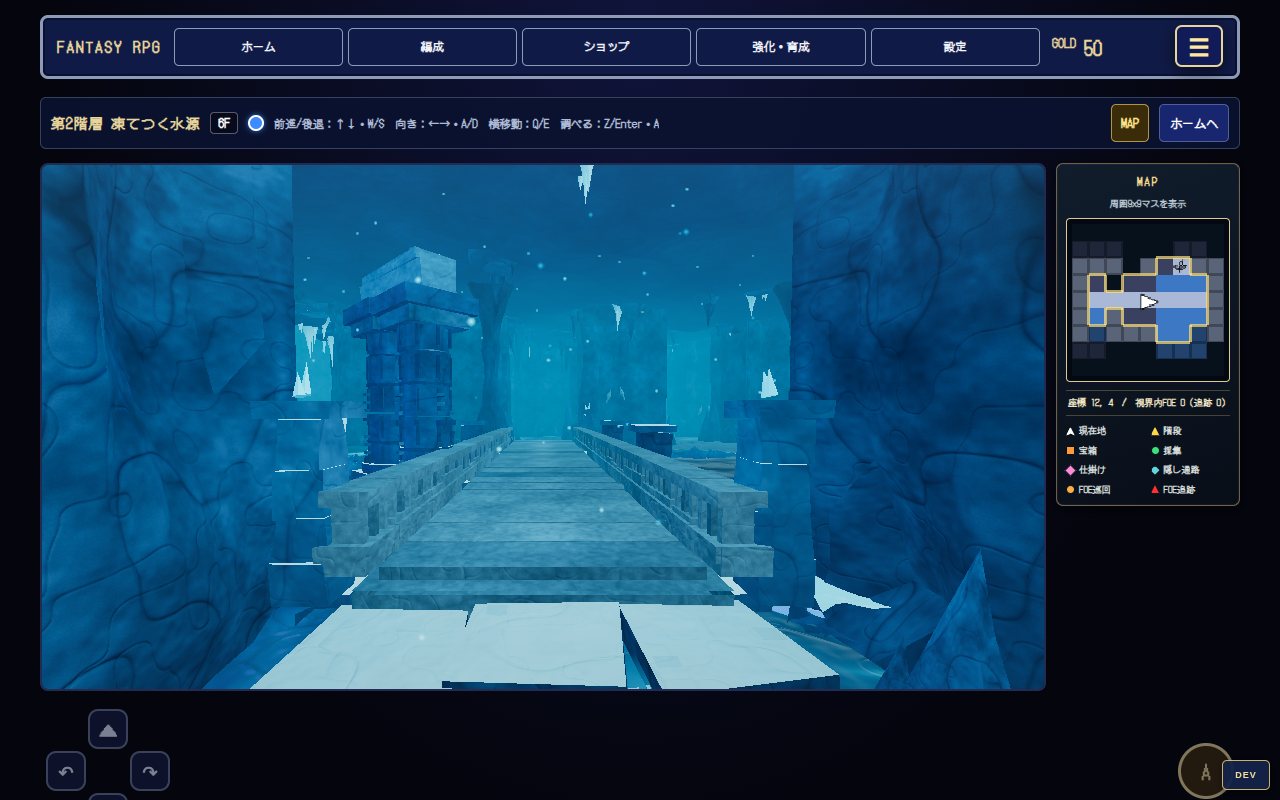 FANTASY RPG
ホーム
編成
ショップ
強化・育成
設定
GOLD 50
第2階層 凍てつく水源
6F
前進/後退：↑↓・W/S 向き：←→・A/D 横移動：Q/E 調べる：Z/Enter・A
MAP
ホームへ
MAP
周囲9x9マスを表示
座標 12, 4 / 視界内FOE 0（追跡 0）
現在地
階段
宝箱
採集
仕掛け
隠し通路
FOE巡回
FOE追跡
A
DEV